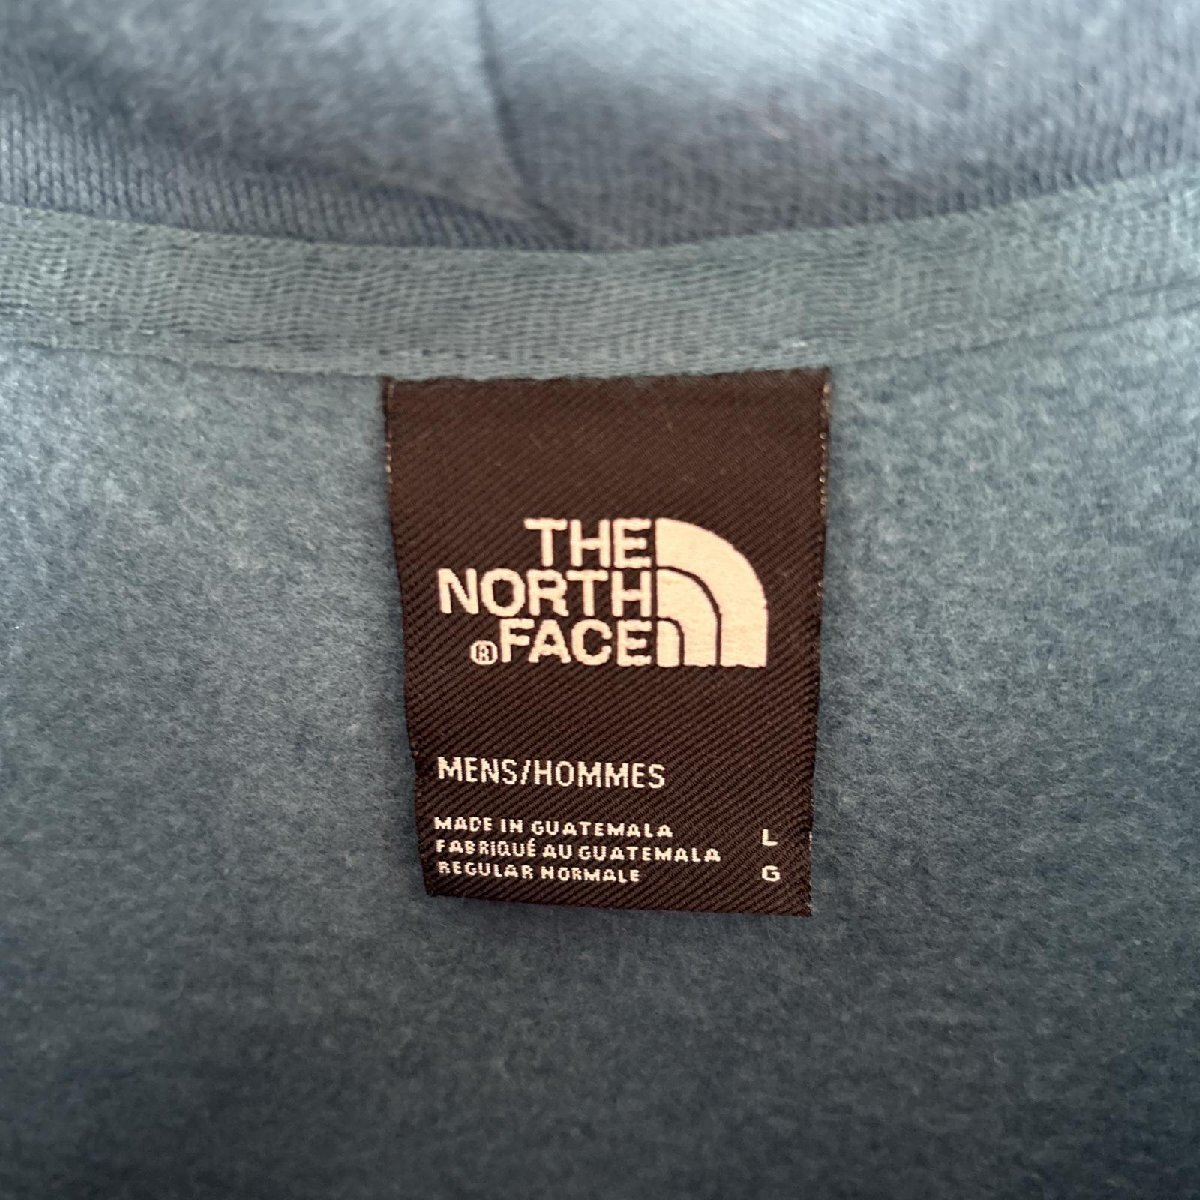 THE
NORTH
®FACE
MENS/HOMMES
MADE IN GUATEMALA L
FABRIQUÉ AU GUATEMALA
REGULAR NORMALE G